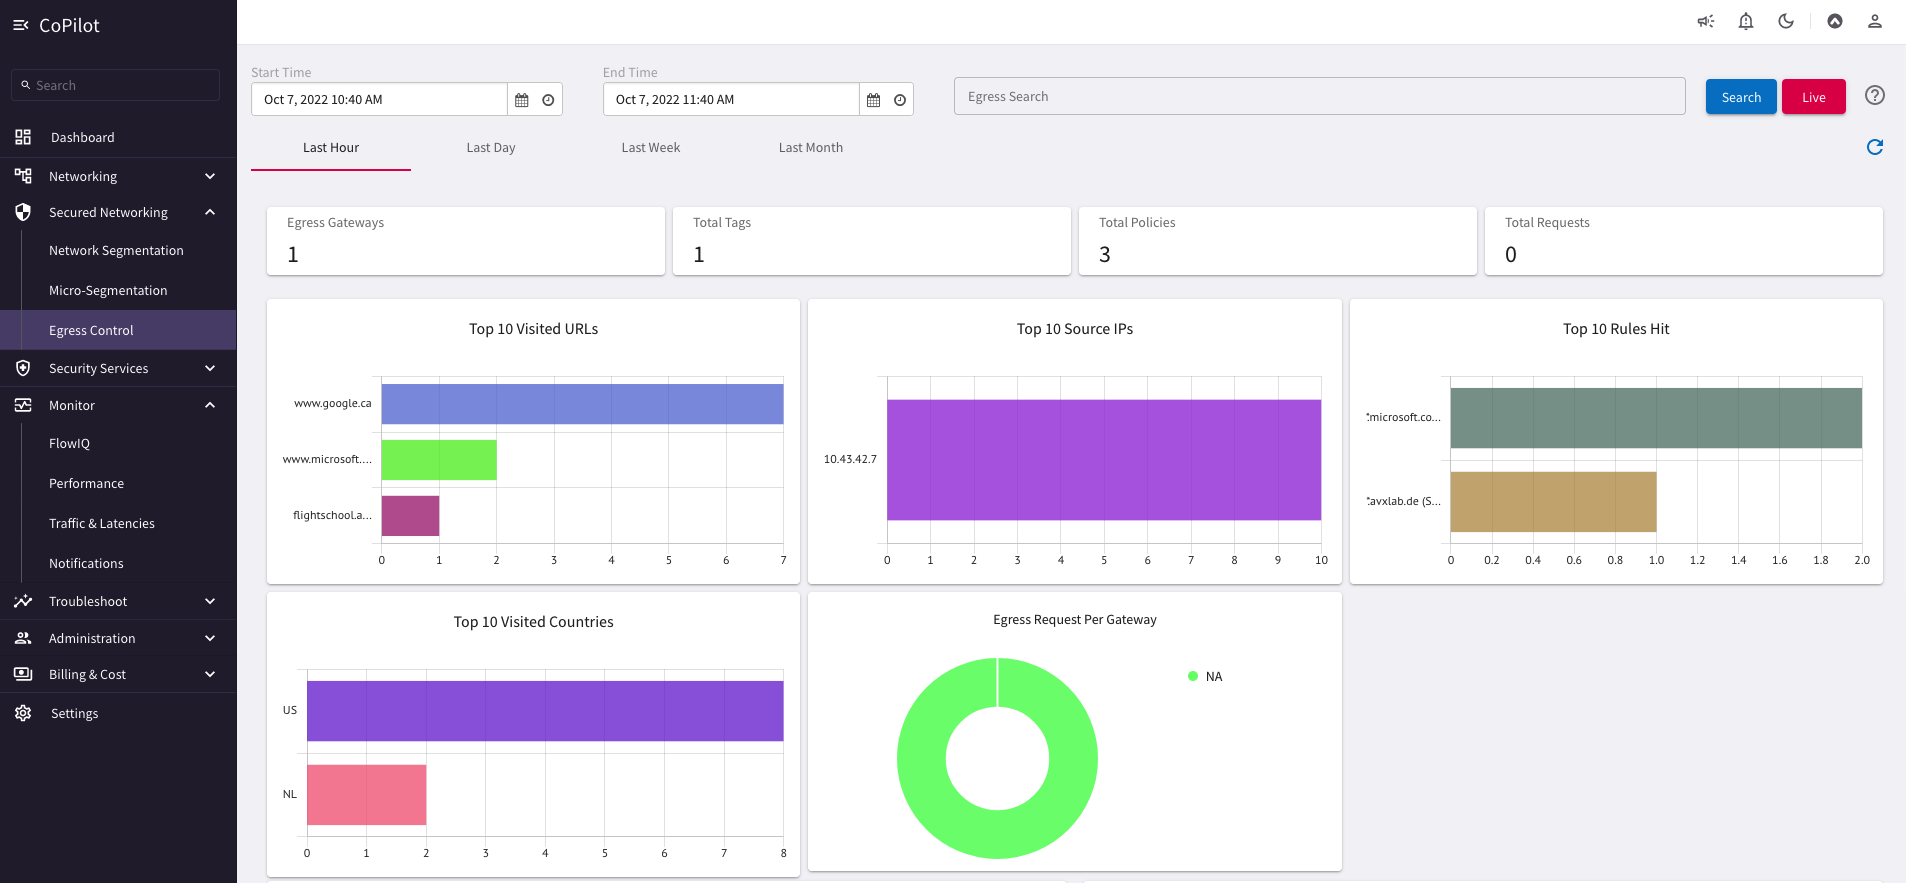 CoPilot
Search
Dashboard
Networking
Secured Networking
Network Segmentation
Micro-Segmentation
Egress Control
Security Services
Monitor
FlowIQ
Performance
Traffic & Latencies
Notifications
Troubleshoot
Administration
Billing & Cost
Settings
Start Time
Oct 7, 2022 10:40 AM
End Time
Oct 7, 2022 11:40 AM
Egress Search
Search
Live
Last Hour
Last Day
Last Week
Last Month
Egress Gateways
1
Total Tags
1
Total Policies
3
Total Requests
0
Top 10 Visited URLs
www.google.ca
www.microsoft....
flightschool.a...
0 1 2 3 4 5 6 7
Top 10 Source IPs
10.43.42.7
0 1 2 3 4 5 6 7 8 9 10
Top 10 Rules Hit
*.microsoft.co...
*.avxlab.de (S...
0 0.2 0.4 0.6 0.8 1.0 1.2 1.4 1.6 1.8 2.0
Top 10 Visited Countries
US
NL
0 1 2 3 4 5 6 7 8
Egress Request Per Gateway
NA